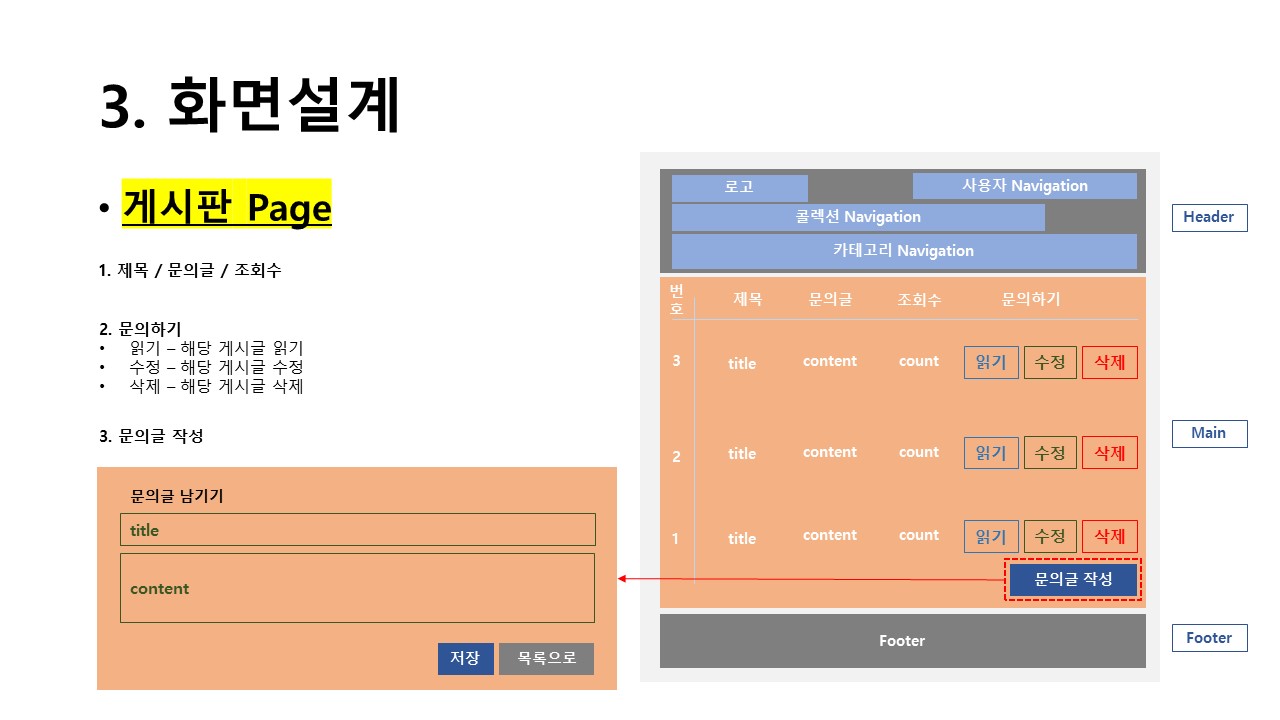 3. 화면설계
• 게시판 Page
1. 제목 / 문의글 / 조회수
2. 문의하기
• 읽기 – 해당 게시글 읽기
• 수정 – 해당 게시글 수정
• 삭제 – 해당 게시글 삭제
3. 문의글 작성
문의글 남기기
title
content
저장 목록으로
로고 사용자 Navigation
콜렉션 Navigation
카테고리 Navigation
번호 제목 문의글 조회수 문의하기
3 title content count 읽기 수정 삭제
2 title content count 읽기 수정 삭제
1 title content count 읽기 수정 삭제
문의글 작성
Footer
Header
Main
Footer